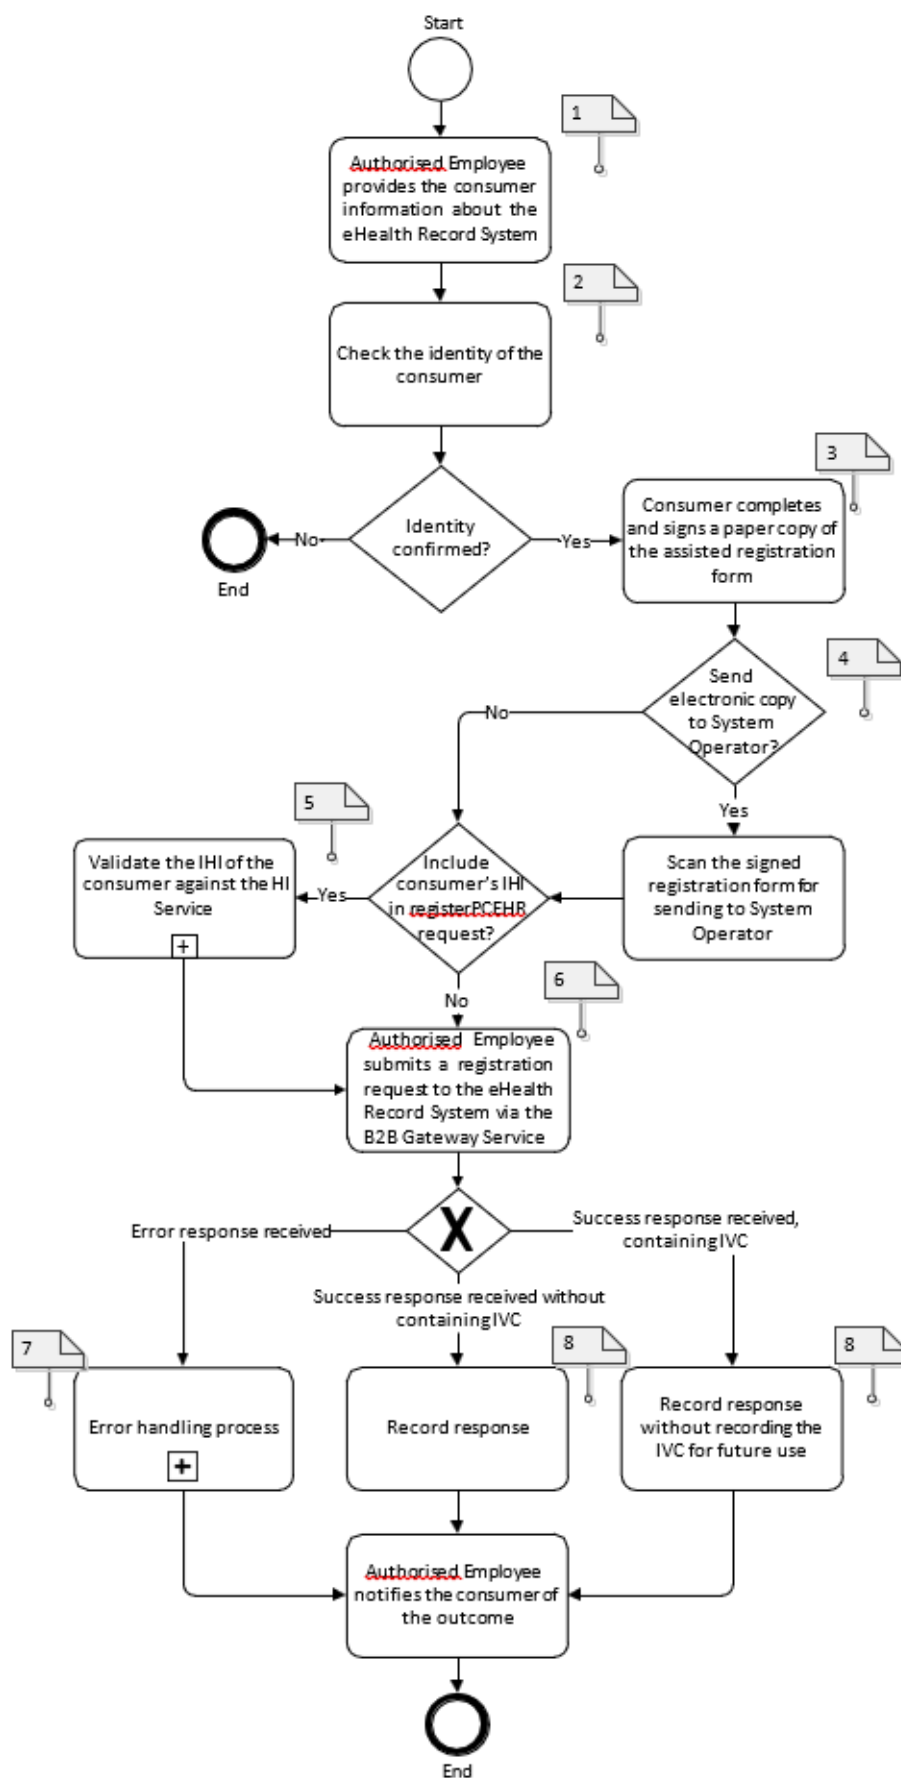 Start
1
Authorised Employee
provides the consumer
information about the
eHealth Record System
2
Check the identity of the
consumer
3
Consumer completes
and signs a paper copy of
the assisted registration
form
Identity
confirmed?
No
Yes
End
4
Send
electronic copy
to System
Operator?
No
Yes
5
Validate the IHI of the
consumer against the HI
Service
+
Yes
Include
consumer's IHI
in registerPCEHR
request?
Scan the signed
registration form for
sending to System
Operator
No
6
Authorised Employee
submits a registration
request to the eHealth
Record System via the
B2B Gateway Service
X
Error response received
Success response received,
containing IVC
Success response received without
containing IVC
7
8
8
Error handling process
+
Record response
Record response
without recording the
IVC for future use
Authorised Employee
notifies the consumer of
the outcome
End